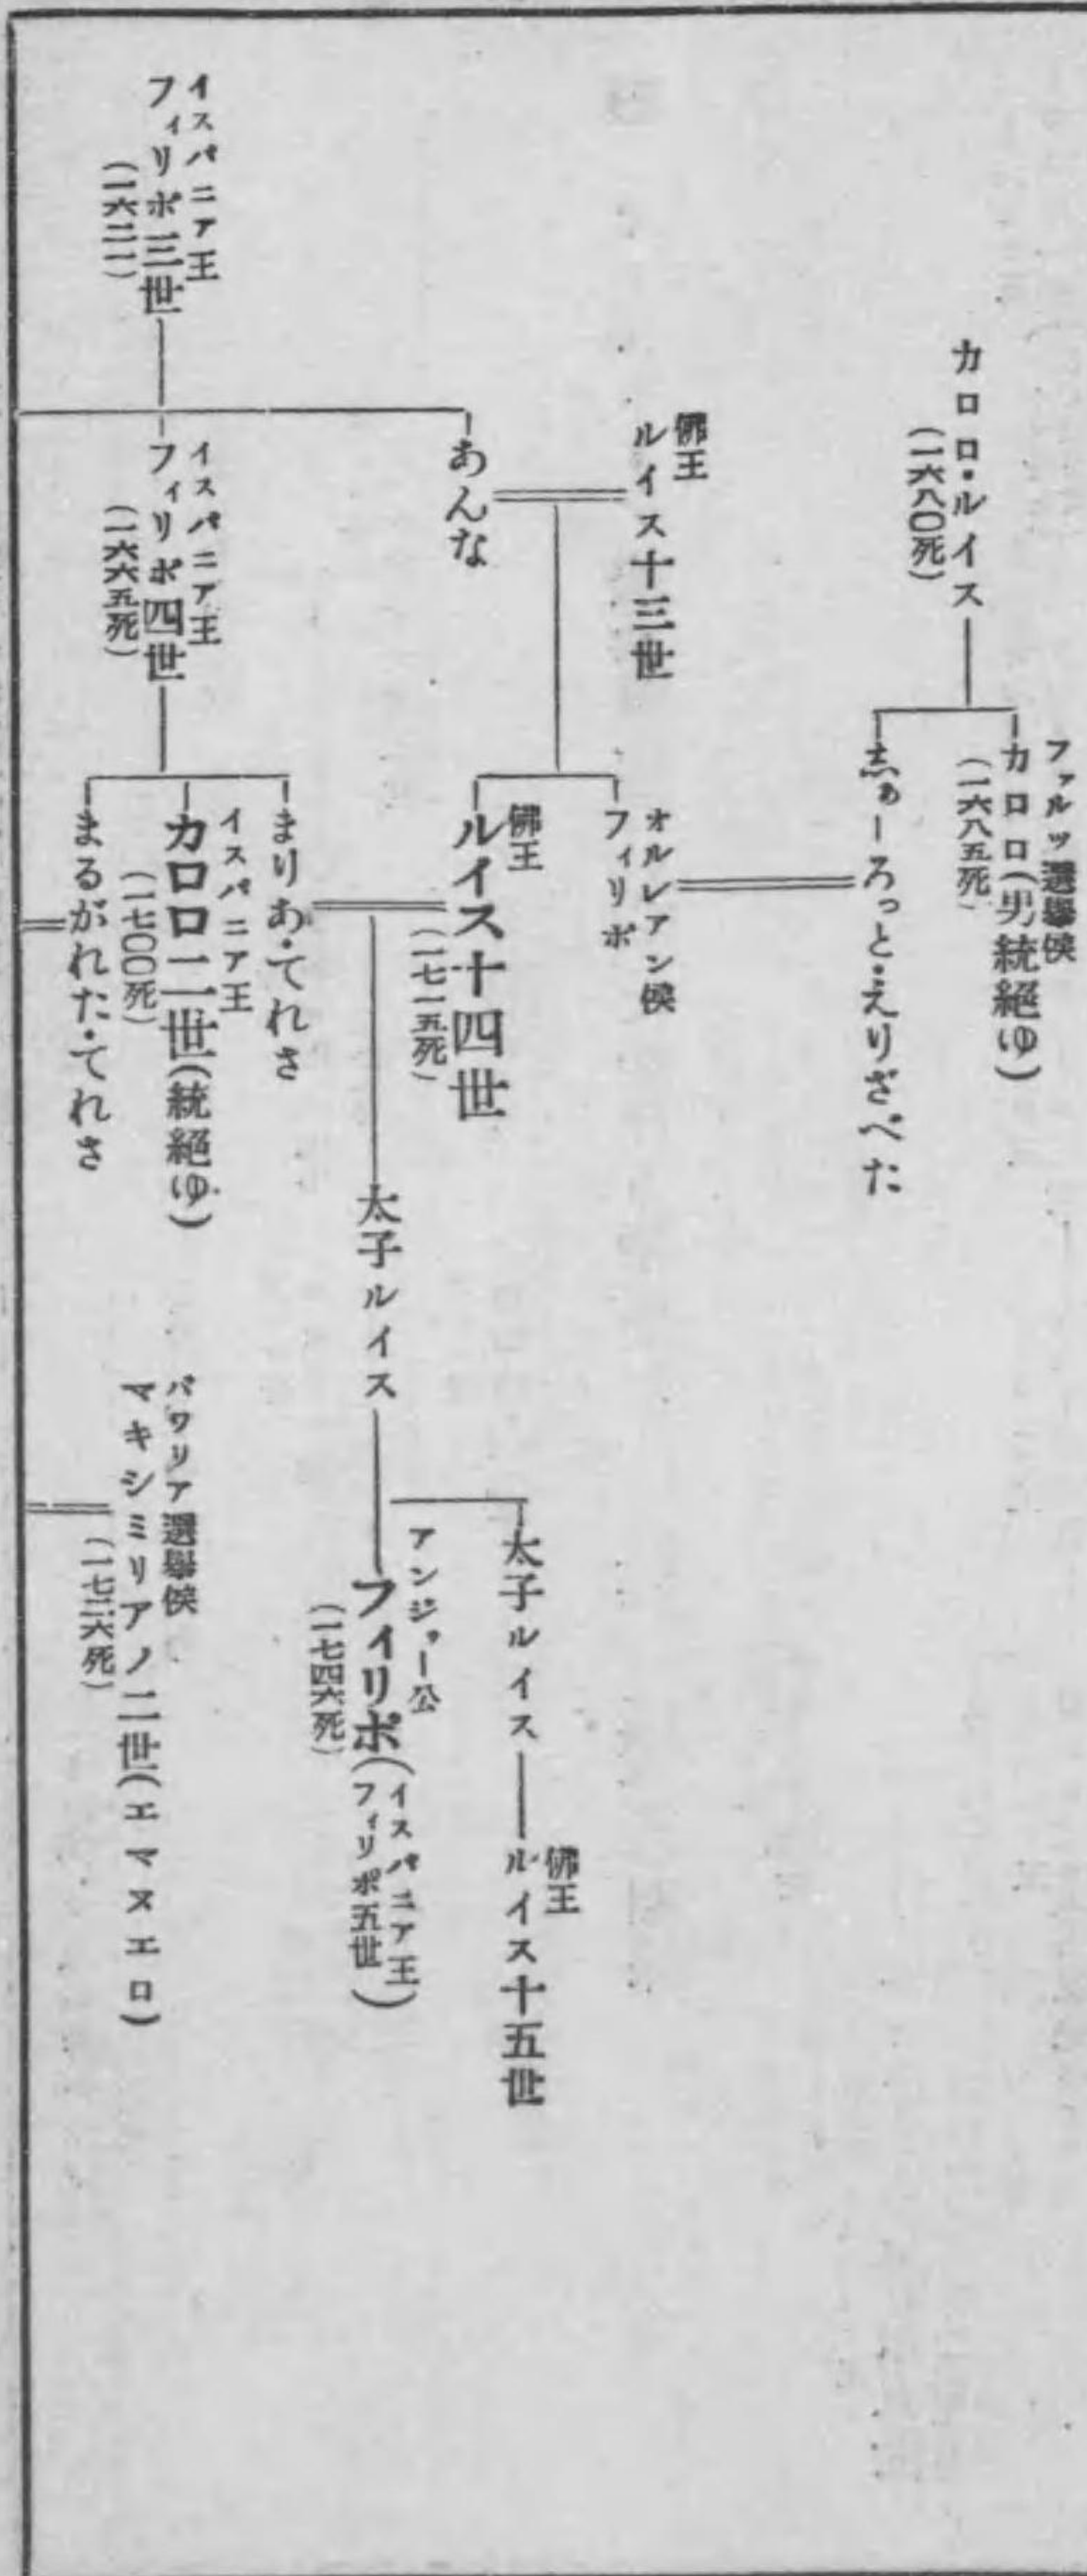 カロロ・ルイス
(一六八〇死)
ファルツ選擧侯
カロロ(男統絕ゆ)
(一六八五死)
志ぁーろっと・えりざべた
佛王
ルイス十三世
あんな
オルレアン侯
フィリポ
佛王
ルイス十四世
(一七一五死)
太子ルイス
太子ルイス
佛王
ルイス十五世
アンジャー公
フィリポ(イスパニア王
フィリポ五世)
(一七四六死)
イスパニア王
フィリポ三世
(一六二一)
イスパニア王
フィリポ四世
(一六六五死)
まりあ・てれさ
イスパニア王
カロロ二世(統絕ゆ)
(一七〇〇死)
まるがれた・てれさ
バワリア選擧侯
マキシミリアノ二世(エマヌエロ)
(一七二六死)